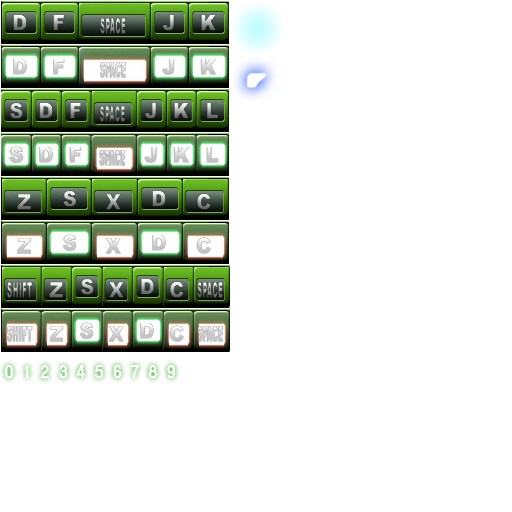 D F SPACE J K
D F SPACE J K
S D F SPACE J K L
S D F SPACE J K L
Z S X D C
Z S X D C
SHIFT Z S X D C SPACE
SHIFT Z S X D C SPACE
0 1 2 3 4 5 6 7 8 9